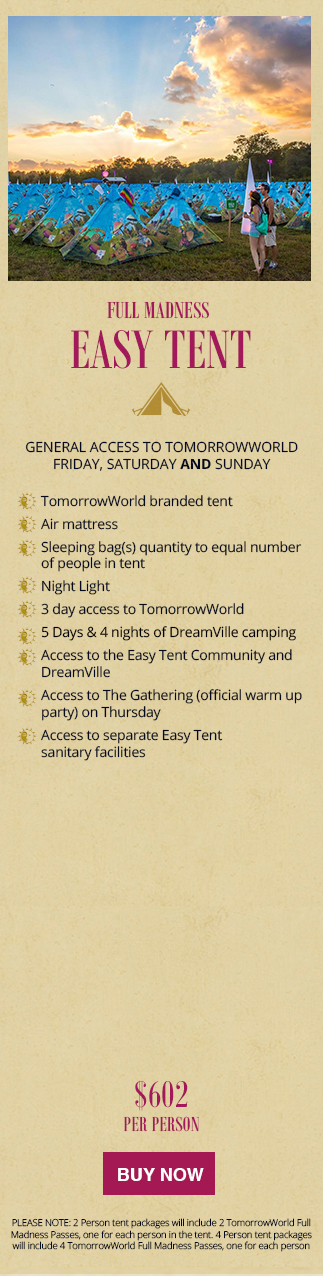 FULL MADNESS
EASY TENT
GENERAL ACCESS TO TOMORROWWORLD
FRIDAY, SATURDAY AND SUNDAY
TomorrowWorld branded tent
Air mattress
Sleeping bag(s) quantity to equal number
of people in tent
Night Light
3 day access to TomorrowWorld
5 Days & 4 nights of DreamVille camping
Access to the Easy Tent Community and
DreamVille
Access to The Gathering (official warm up
party) on Thursday
Access to separate Easy Tent
sanitary facilities
$602
PER PERSON
BUY NOW
PLEASE NOTE: 2 Person tent packages will include 2 TomorrowWorld Full
Madness Passes, one for each person in the tent. 4 Person tent packages
will include 4 TomorrowWorld Full Madness Passes, one for each person